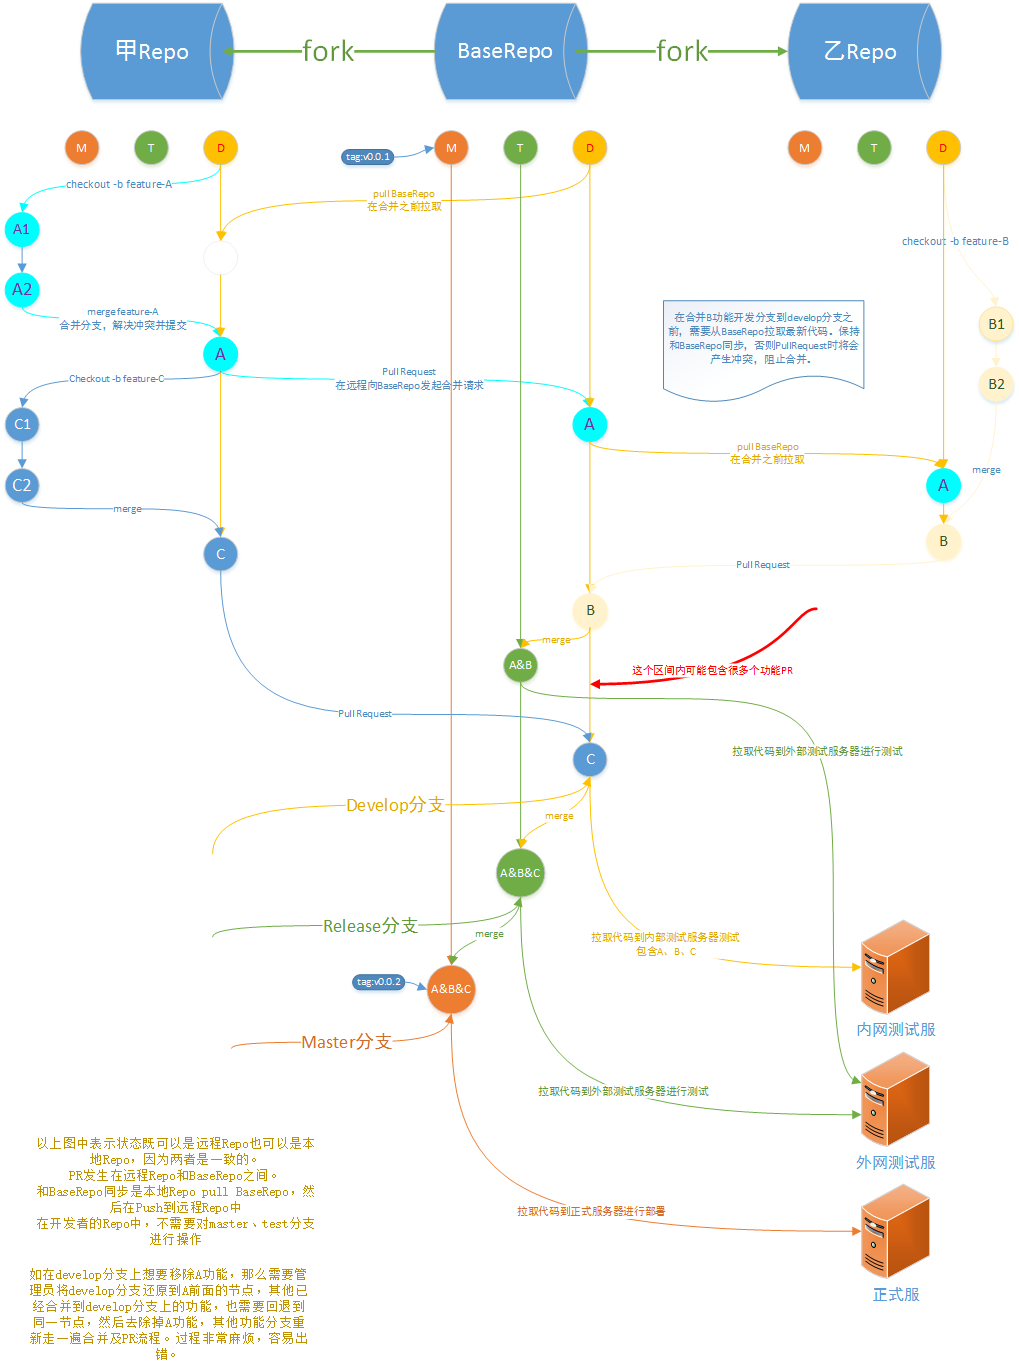 甲Repo
fork
BaseRepo
fork
乙Repo
M
T
D
tag:v0.0.1
M
T
D
M
T
D
checkout -b feature-A
pull BaseRepo
在合并之前拉取
A1
checkout -b feature-B
A2
merge feature-A
合并分支，解决冲突并提交
在合并B功能开发分支到develop分支之
前，需要从BaseRepo拉取最新代码。保持
和BaseRepo同步，否则PullRequest时将会
产生冲突，阻止合并。
B1
A
Checkout -b feature-C
Pull Request
在远程向BaseRepo发起合并请求
B2
C1
A
pull BaseRepo
在合并之前拉取
merge
C2
A
merge
C
B
Pull Request
B
merge
A&B
这个区间内可能包含很多个功能PR
Pull Request
拉取代码到外部测试服务器进行测试
C
Develop分支
merge
A&B&C
Release分支
merge
拉取代码到内部测试服务器测试
包含A、B、C
tag:v0.0.2
A&B&C
内网测试服
Master分支
拉取代码到外部测试服务器进行测试
外网测试服
以上图中表示状态既可以是远程Repo也可以是本
地Repo，因为两者是一致的。
PR发生在远程Repo和BaseRepo之间。
和BaseRepo同步是本地Repo pull BaseRepo，然
后在Push到远程Repo中
在开发者的Repo中，不需要对master、test分支
进行操作
拉取代码到正式服务器进行部署
正式服
如在develop分支上想要移除A功能，那么需要管
理员将develop分支还原到A前面的节点，其他已
经合并到develop分支上的功能，也需要回退到
同一节点，然后去除掉A功能，其他功能分支重
新走一遍合并及PR流程。过程非常麻烦，容易出
错。